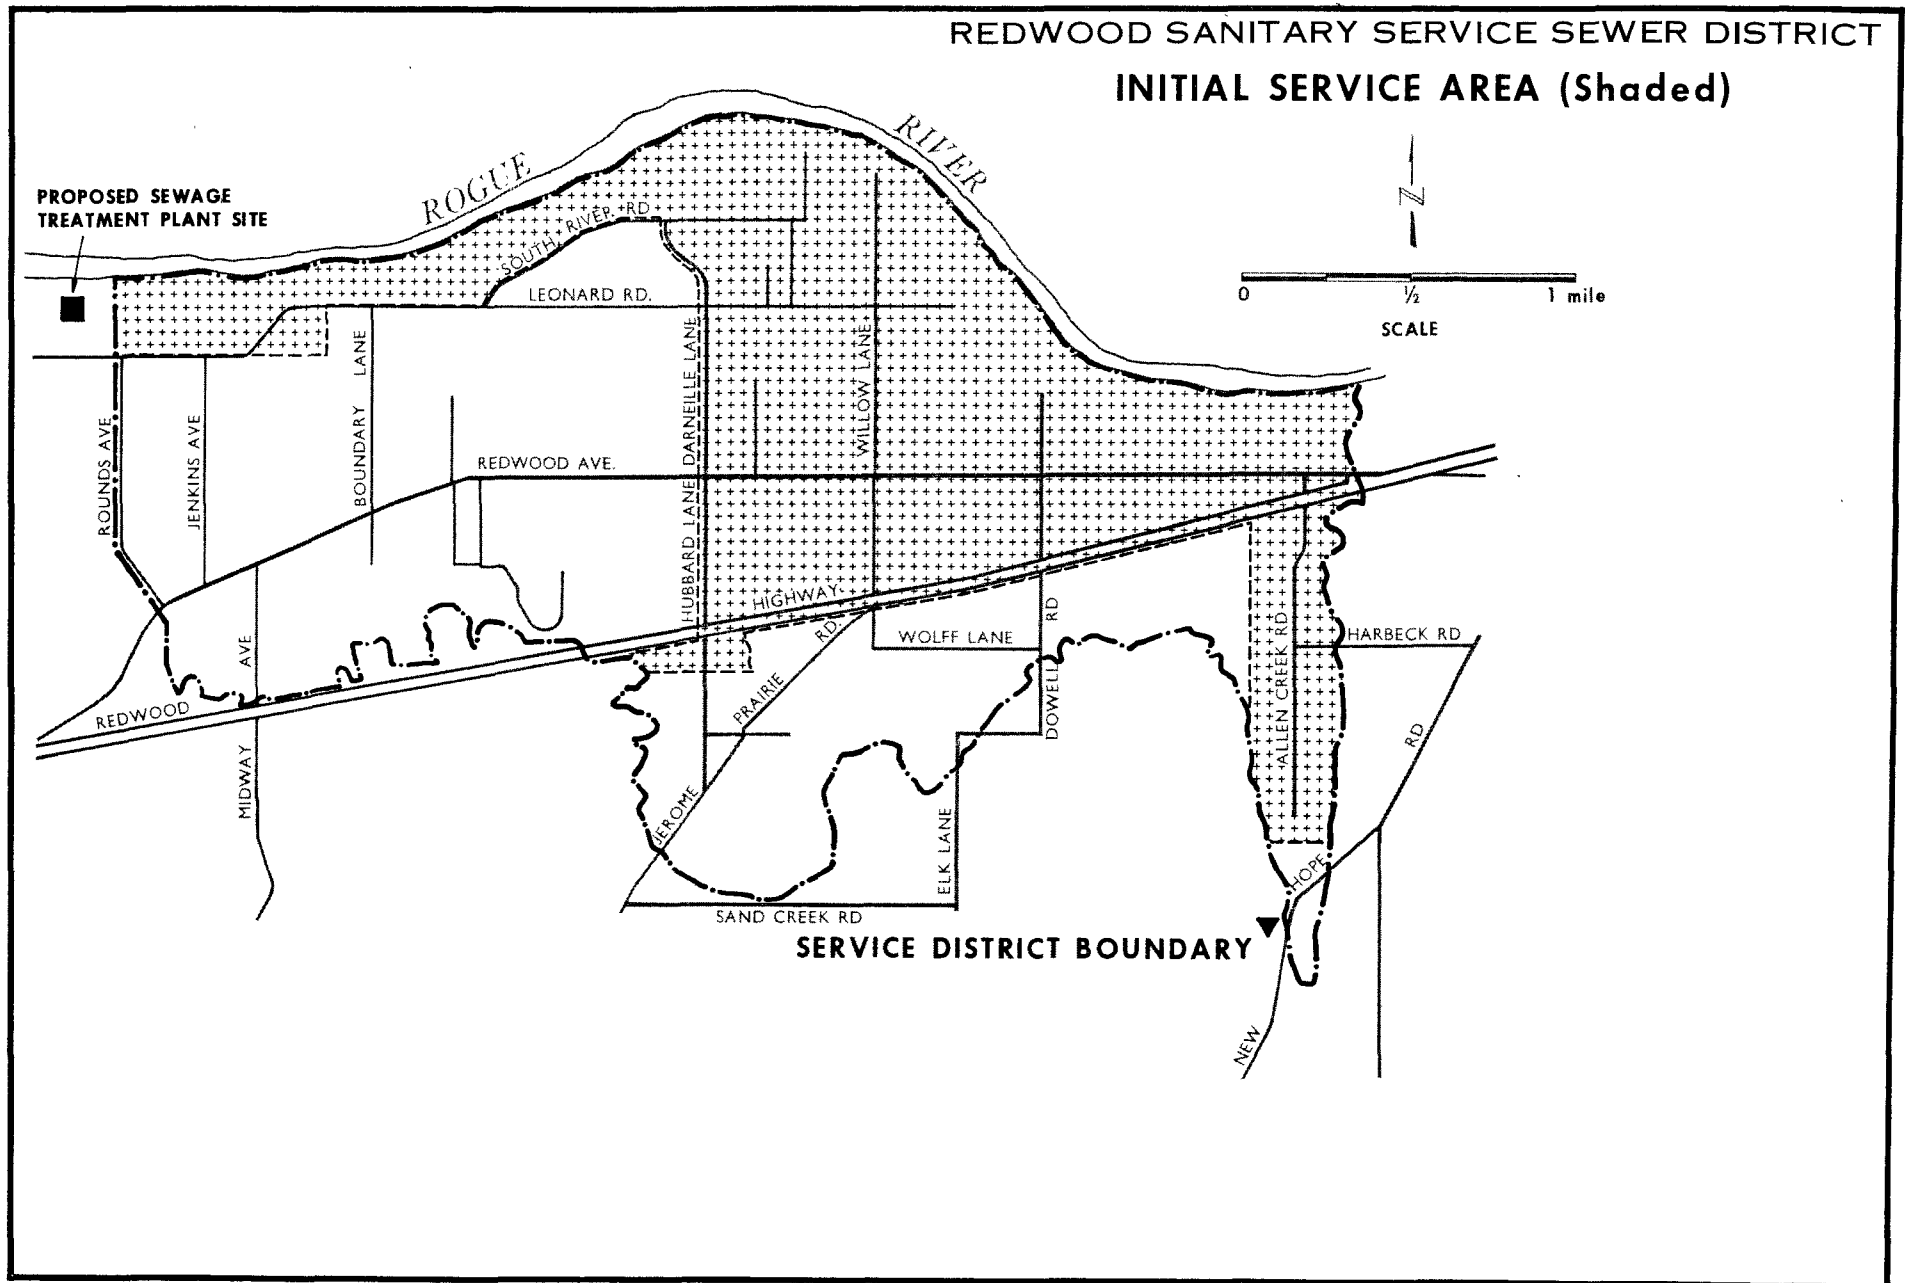 REDWOOD SANITARY SERVICE SEWER DISTRICT
INITIAL SERVICE AREA (Shaded)
ROGUE
RIVER
N
PROPOSED SEWAGE
TREATMENT PLANT SITE
SOUTH RIVER RD
LEONARD RD.
0 ½ 1 mile
SCALE
ROUNDS AVE
JENKINS AVE
BOUNDARY LANE
HUBBARD LANE DARNEILLE LANE
WILLOW LANE
REDWOOD AVE.
HIGHWAY
REDWOOD
MIDWAY AVE
WOLFF LANE
DOWELL RD
JEROME PRAIRIE RD.
ELK LANE
SAND CREEK RD
ALLEN CREEK RD
HARBECK RD
NEW HOPE RD
SERVICE DISTRICT BOUNDARY